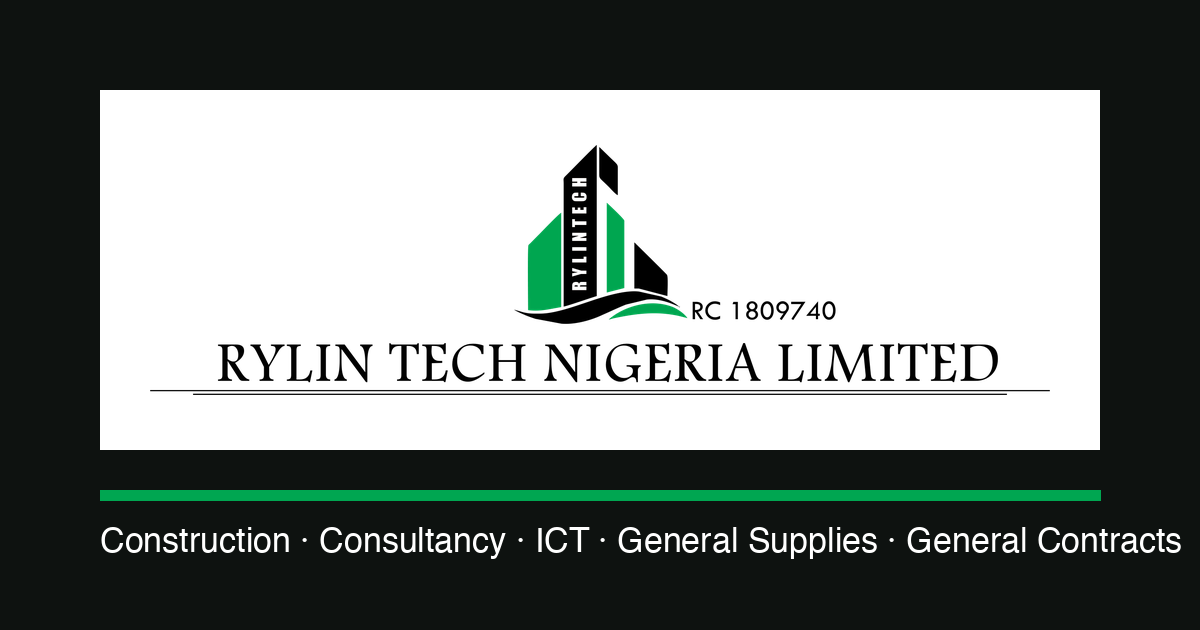 RYLINTECH
RC 1809740
RYLIN TECH NIGERIA LIMITED
Construction · Consultancy · ICT · General Supplies · General Contracts